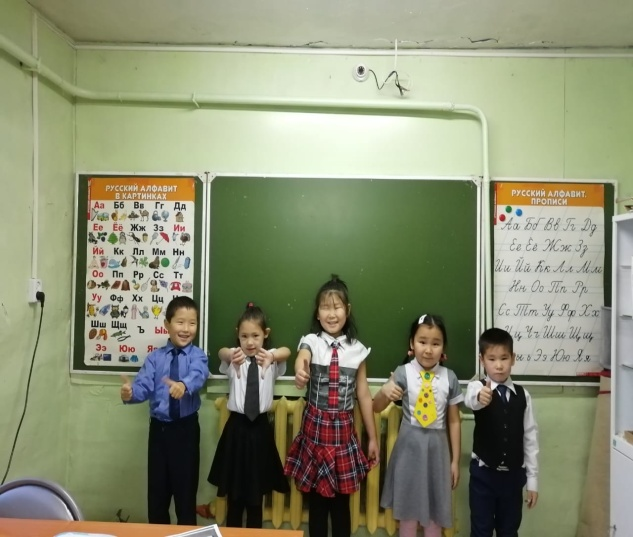 РУССКИЙ АЛФАВИТ
В КАРТИНКАХ
Аа Бб Вв Гг Дд
Ее Ёё Жж Зз Ии
Ий Кк Лл Мм Нн
Оо Пп Рр Сс Тт
Уу Фф Хх Цц
Шш Щщ Ъ Ы
Ээ Юю Яя
РУССКИЙ АЛФАВИТ.
ПРОПИСИ
Аа Бб Вв Гг Дд
Ее Ёё Жж Зз
Ии Йй Кк Лл Мм
Нн Оо Пп Рр
Сс Тт Уу Фф Хх
Цц Чч Шш Щщ
ы ь Ээ Юю Яя